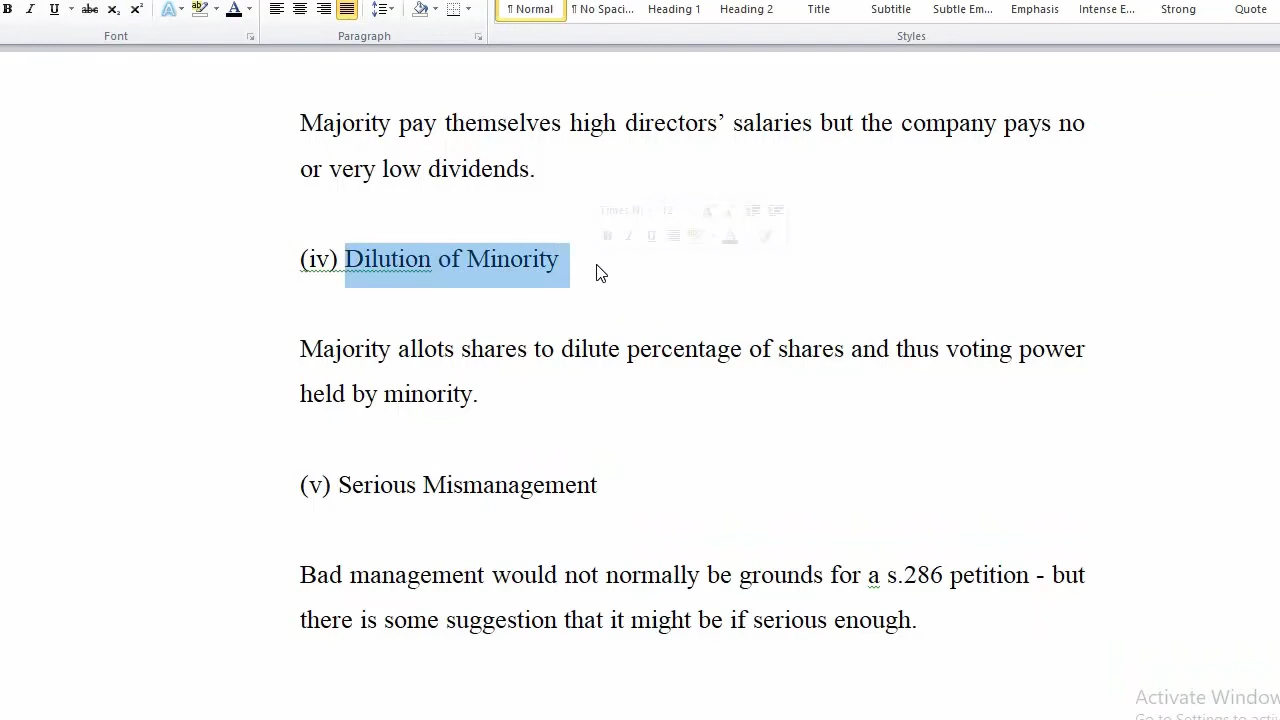 B I U abc X₂ X² A ab A
¶ Normal ¶ No Spaci... Heading 1 Heading 2 Title Subtitle Subtle Em... Emphasis Intense E... Strong Quote
Font Paragraph Styles
Majority pay themselves high directors’ salaries but the company pays no
or very low dividends.
(iv) Dilution of Minority
Majority allots shares to dilute percentage of shares and thus voting power
held by minority.
(v) Serious Mismanagement
Bad management would not normally be grounds for a s.286 petition - but
there is some suggestion that it might be if serious enough.
Activate Window